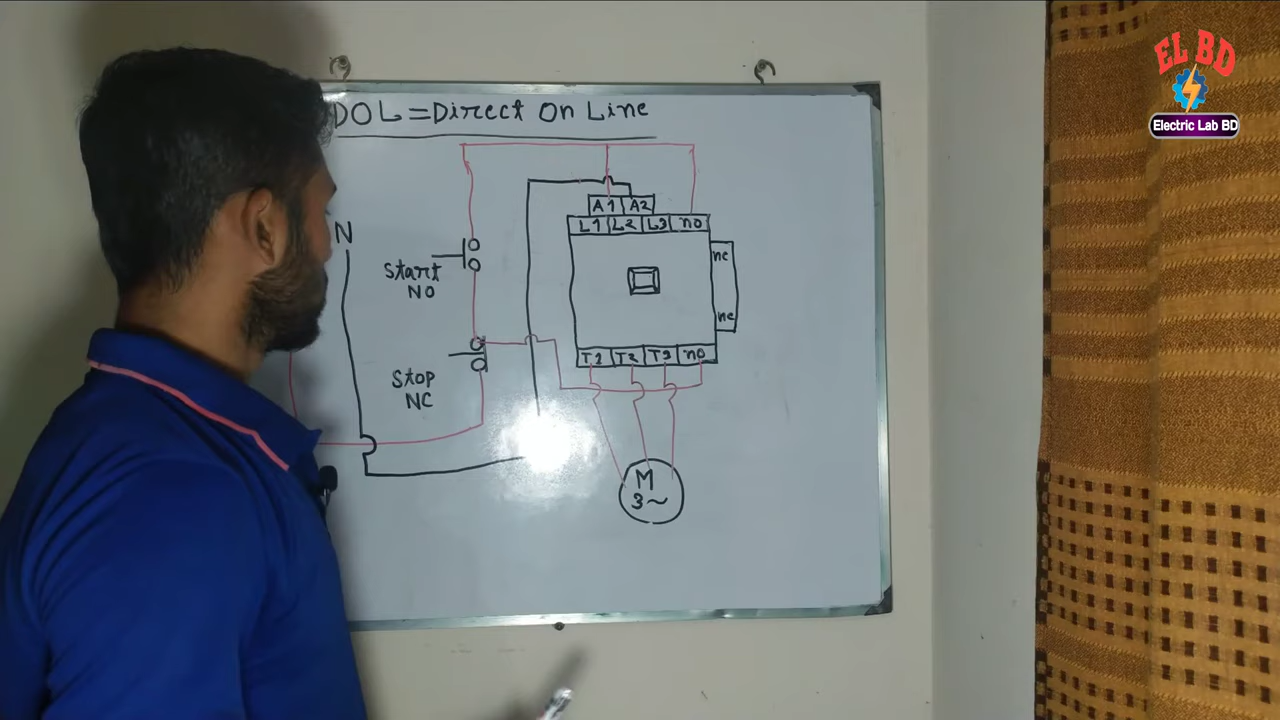 DOL=Direct On Line
EL BD
Electric Lab BD
N
A1 A2
L1 L2 L3 no
nc
Start
NO
nc
T1 T2 T3 no
Stop
NC
M
3~